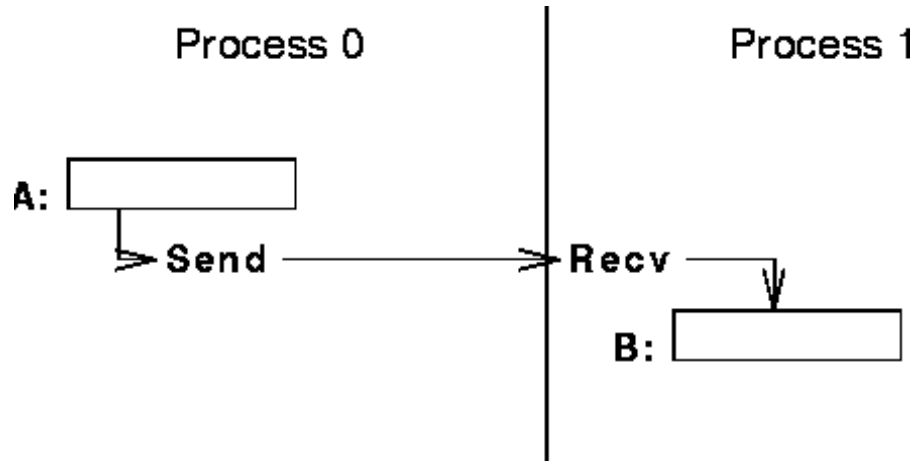 Process 0
Process 1
A:
Send
Recv
B: